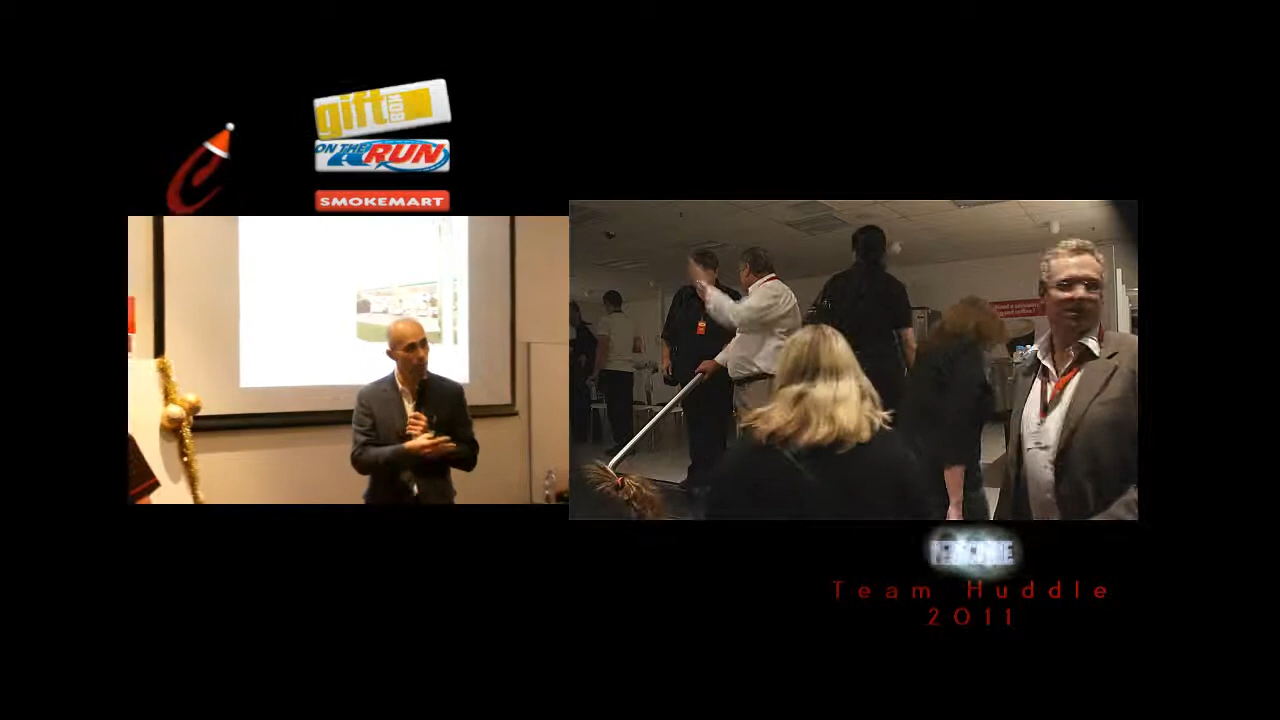 gift
BOX
ON THE RUN
SMOKEMART
Team Huddle
2011